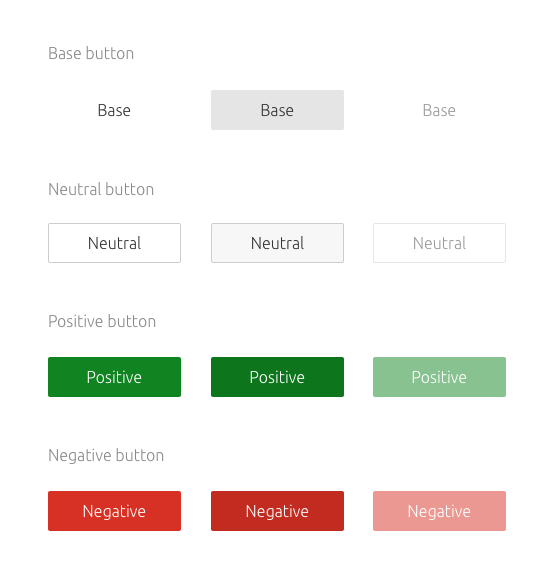 Base button
Base Base Base
Neutral button
Neutral Neutral Neutral
Positive button
Positive Positive Positive
Negative button
Negative Negative Negative